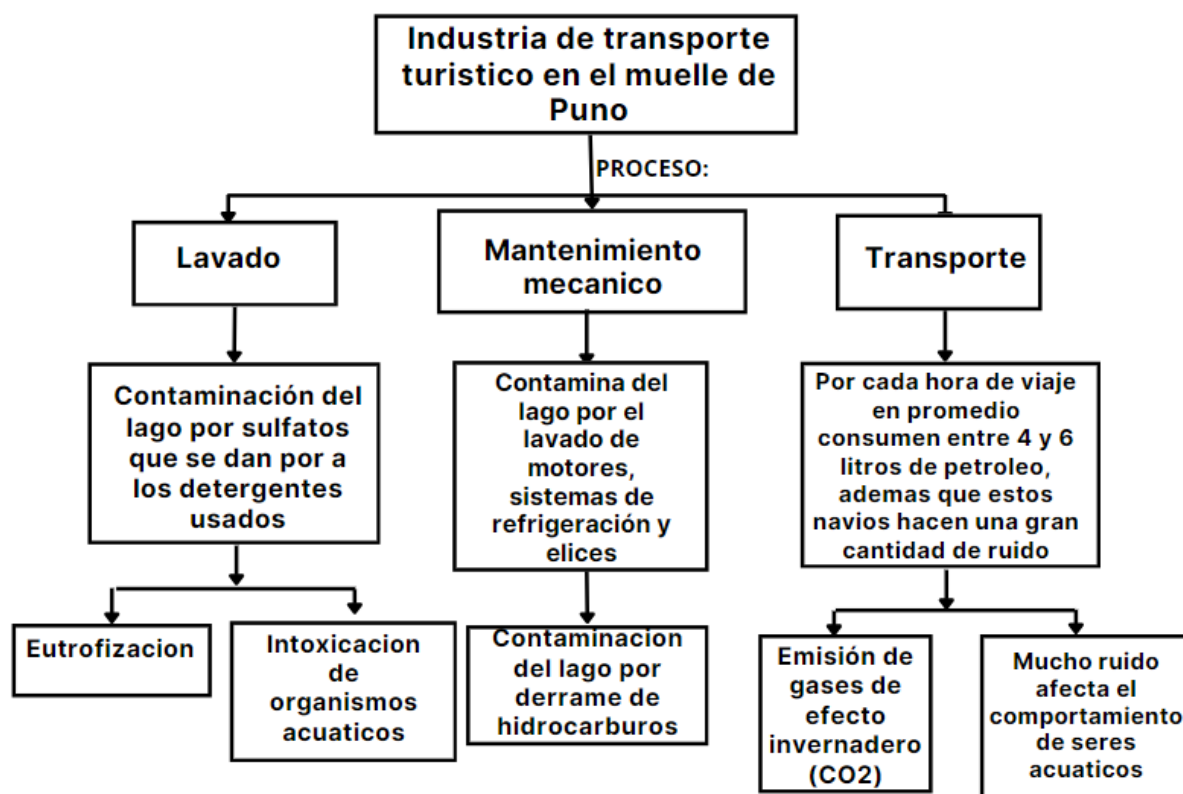 Industria de transporte
turistico en el muelle de
Puno
PROCESO:
Lavado
Mantenimiento
mecanico
Transporte
Contaminación del
lago por sulfatos
que se dan por a
los detergentes
usados
Contamina del
lago por el
lavado de
motores,
sistemas de
refrigeración y
elices
Por cada hora de viaje
en promedio
consumen entre 4 y 6
litros de petroleo,
ademas que estos
navios hacen una gran
cantidad de ruido
Eutrofizacion
Intoxicacion
de
organismos
acuaticos
Contaminacion
del lago por
derrame de
hidrocarburos
Emisión de
gases de
efecto
invernadero
(CO2)
Mucho ruido
afecta el
comportamiento
de seres
acuaticos